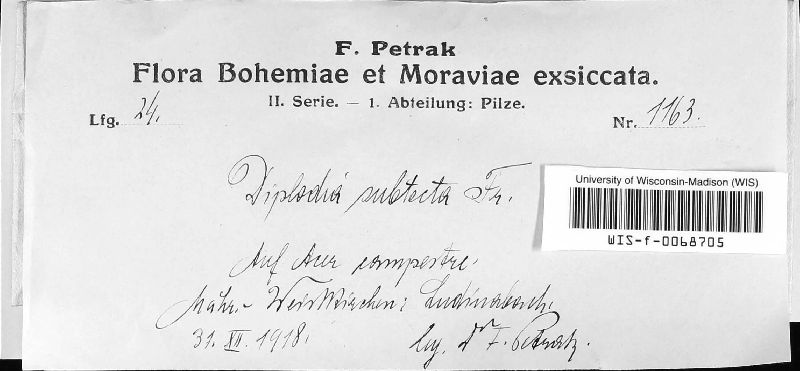 F. Petrak
Flora Bohemiae et Moraviae exsiccata.
II. Serie. — 1. Abteilung: Pilze.
Lfg. 24.
Nr. 1163.
Diplodia subtecta Fr.
University of Wisconsin-Madison (WIS)
WIS-f-0068705
Auf Acer campestre.
Mähr.-Weisskirchen:
31. XII. 1918.
leg. Dr F. Petrak.